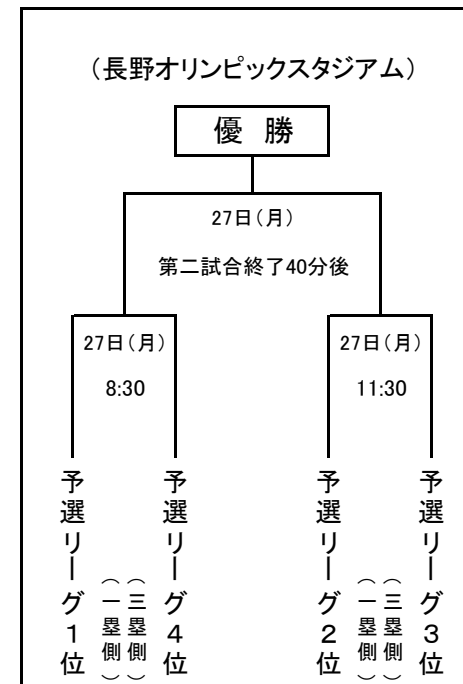 （長野オリンピックスタジアム）
優 勝
27日（月）
第二試合終了40分後
27日（月）
8:30
27日（月）
11:30
予選リーグ１位
（一塁側）
（三塁側）
予選リーグ４位
予選リーグ２位
（一塁側）
（三塁側）
予選リーグ３位